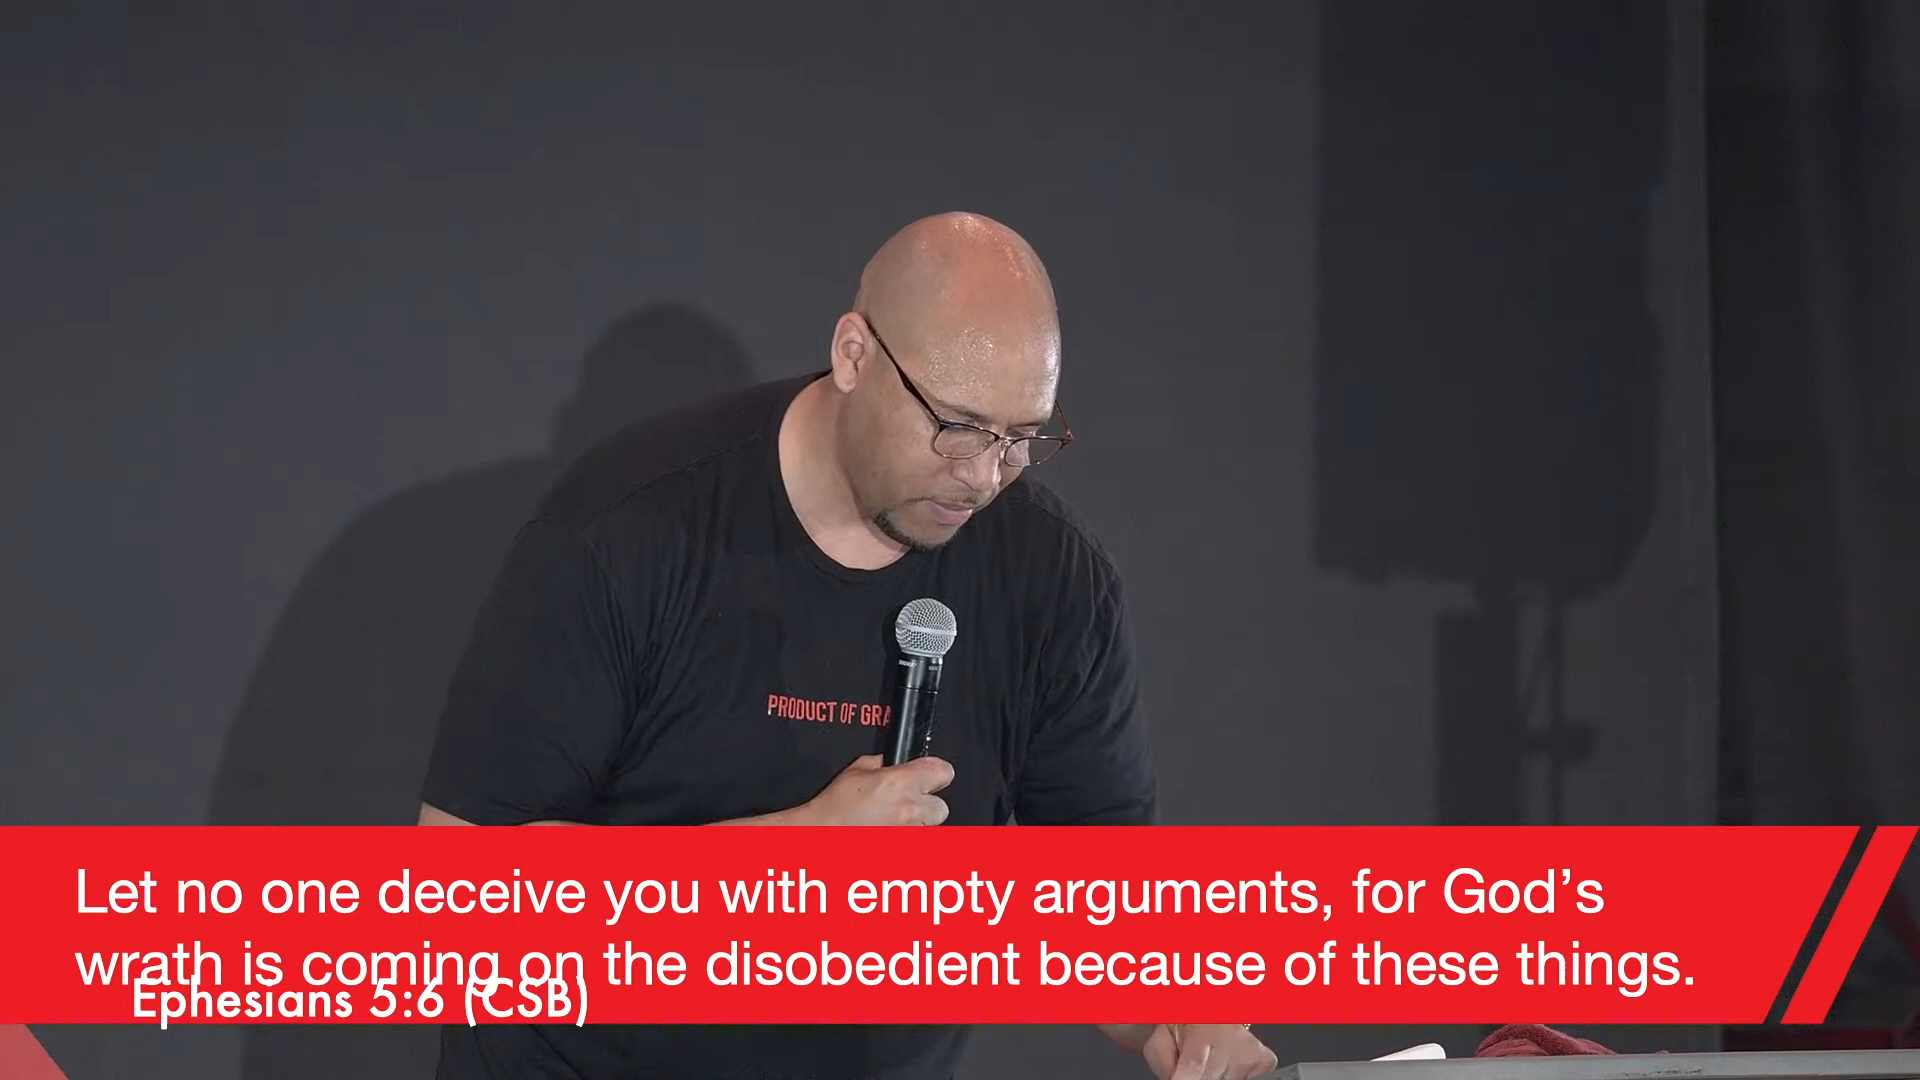 PRODUCT OF GRA
Let no one deceive you with empty arguments, for God’s
wrath is coming on the disobedient because of these things.
Ephesians 5:6 (CSB)